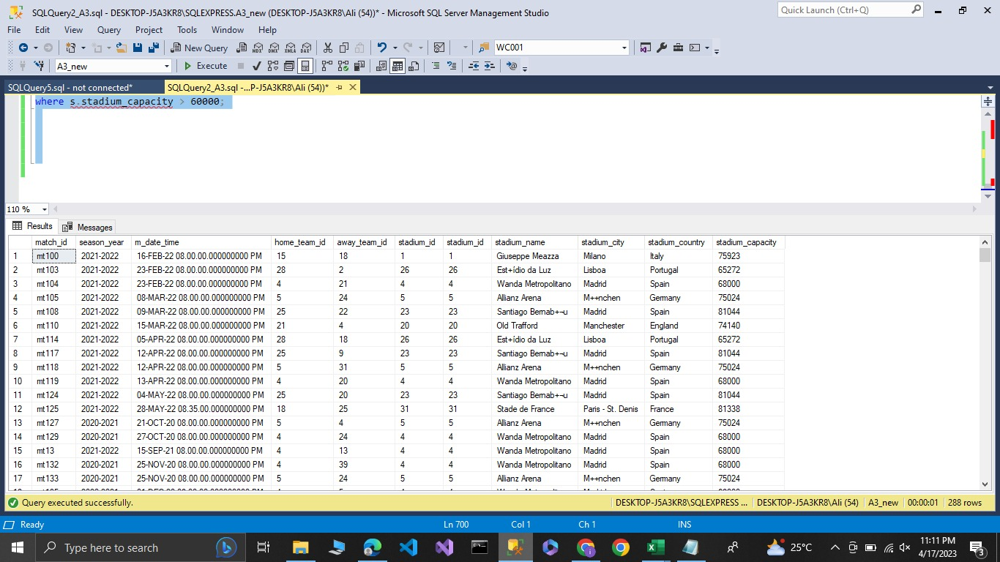 SQLQuery2_A3.sql - DESKTOP-J5A3KR8\SQLEXPRESS.A3_new (DESKTOP-J5A3KR8\Ali (54))* - Microsoft SQL Server Management Studio
Quick Launch (Ctrl+Q)
File Edit View Query Project Tools Window Help
New Query MDX DMX XMLA DAX WC001
A3_new Execute
SQLQuery5.sql - not connected* SQLQuery2_A3.sql -...P-J5A3KR8\Ali (54))*
where s.stadium_capacity > 60000;
110 %
Results Messages
match_id season_year m_date_time home_team_id away_team_id stadium_id stadium_id stadium_name stadium_city stadium_country stadium_capacity
1 mt100 2021-2022 16-FEB-22 08.00.00.000000000 PM 15 18 1 1 Giuseppe Meazza Milano Italy 75923
2 mt103 2021-2022 23-FEB-22 08.00.00.000000000 PM 28 2 26 26 Est+ídio da Luz Lisboa Portugal 65272
3 mt104 2021-2022 23-FEB-22 08.00.00.000000000 PM 4 21 4 4 Wanda Metropolitano Madrid Spain 68000
4 mt105 2021-2022 08-MAR-22 08.00.00.000000000 PM 5 24 5 5 Allianz Arena M++nchen Germany 75024
5 mt108 2021-2022 09-MAR-22 08.00.00.000000000 PM 25 22 23 23 Santiago Bernab+¬u Madrid Spain 81044
6 mt110 2021-2022 15-MAR-22 08.00.00.000000000 PM 21 4 20 20 Old Trafford Manchester England 74140
7 mt114 2021-2022 05-APR-22 08.00.00.000000000 PM 28 18 26 26 Est+ídio da Luz Lisboa Portugal 65272
8 mt117 2021-2022 12-APR-22 08.00.00.000000000 PM 25 9 23 23 Santiago Bernab+¬u Madrid Spain 81044
9 mt118 2021-2022 12-APR-22 08.00.00.000000000 PM 5 31 5 5 Allianz Arena M++nchen Germany 75024
10 mt119 2021-2022 13-APR-22 08.00.00.000000000 PM 4 20 4 4 Wanda Metropolitano Madrid Spain 68000
11 mt124 2021-2022 04-MAY-22 08.00.00.000000000 PM 25 20 23 23 Santiago Bernab+¬u Madrid Spain 81044
12 mt125 2021-2022 28-MAY-22 08.35.00.000000000 PM 18 25 31 31 Stade de France Paris - St. Denis France 81338
13 mt127 2020-2021 21-OCT-20 08.00.00.000000000 PM 5 4 5 5 Allianz Arena M++nchen Germany 75024
14 mt129 2020-2021 27-OCT-20 08.00.00.000000000 PM 4 24 4 4 Wanda Metropolitano Madrid Spain 68000
15 mt13 2021-2022 15-SEP-21 08.00.00.000000000 PM 4 13 4 4 Wanda Metropolitano Madrid Spain 68000
16 mt132 2020-2021 25-NOV-20 08.00.00.000000000 PM 4 39 4 4 Wanda Metropolitano Madrid Spain 68000
17 mt133 2020-2021 25-NOV-20 08.00.00.000000000 PM 5 24 5 5 Allianz Arena M++nchen Germany 75024
Query executed successfully. DESKTOP-J5A3KR8\SQLEXPRESS ... DESKTOP-J5A3KR8\Ali (54) A3_new 00:00:01 288 rows
Ready Ln 700 Col 1 Ch 1 INS
Type here to search 25°C 11:11 PM
4/17/2023 3